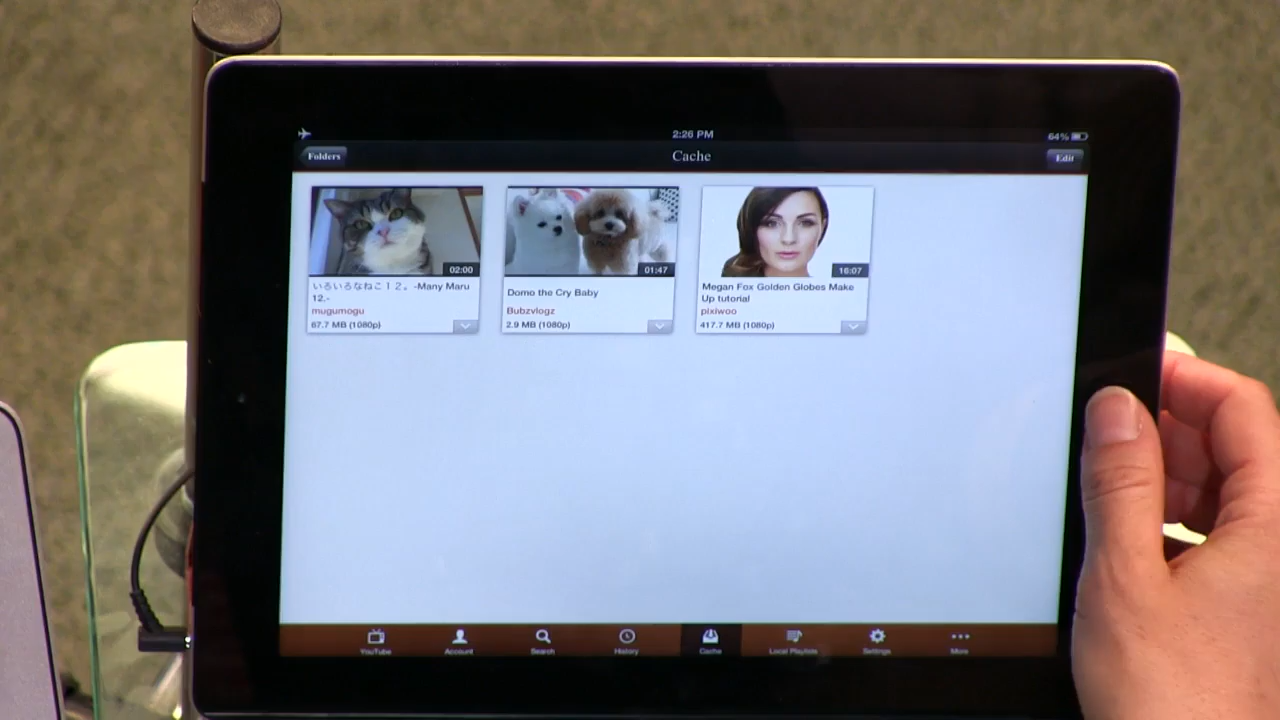 2:26 PM
64%
Folders
Cache
Edit
02:00
01:47
16:07
いろいろなねこ１２。-Many Maru
12,-
mugumogu
67.7 MB (1080p)
Domo the Cry Baby
Bubzvlogz
2.9 MB (1080p)
Megan Fox Golden Globes Make
Up tutorial
pixiwoo
417.7 MB (1080p)
YouTube
Account
Search
History
Cache
Local Playlists
Settings
More